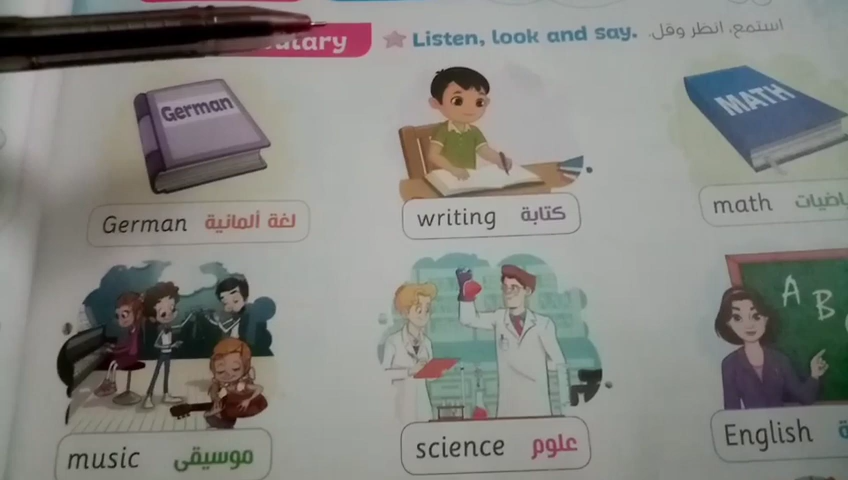 Listen, look and say. استمع، انظر وقل.
German
MATH
German لغة ألمانية
writing كتابة
math
A B
music موسيقى
science علوم
English